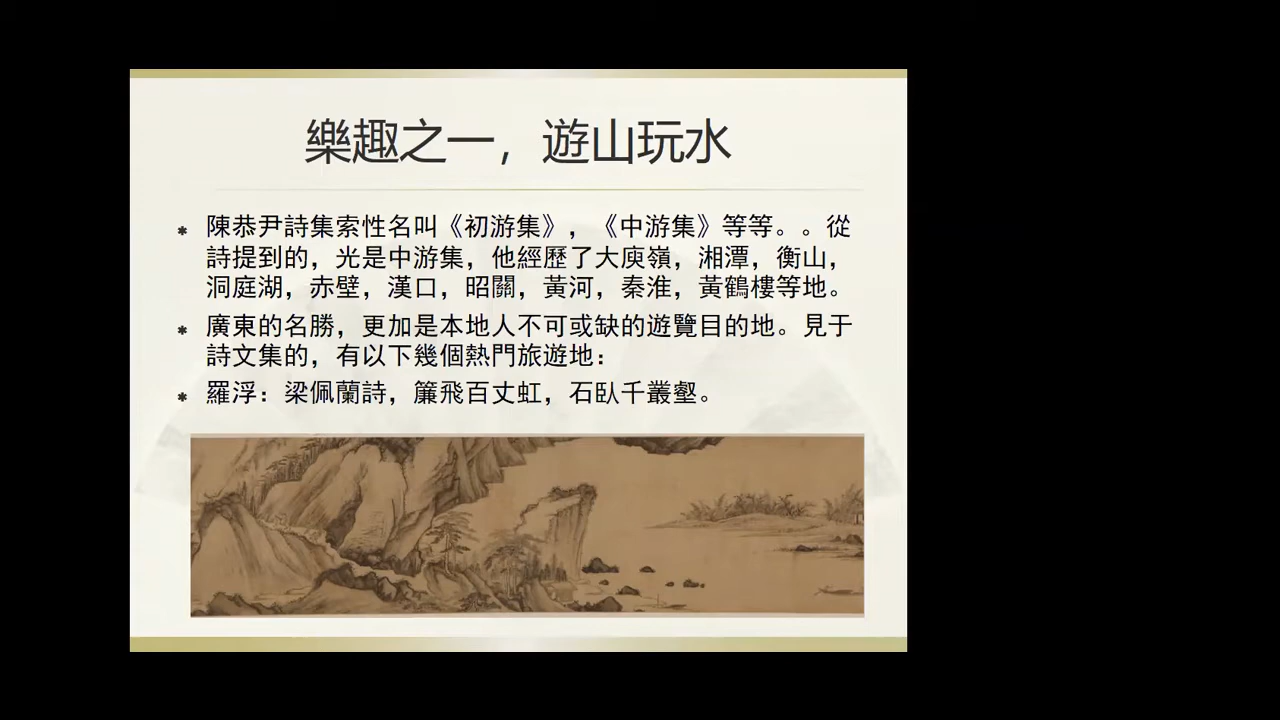 樂趣之一，遊山玩水
* 陳恭尹詩集索性名叫《初游集》，《中游集》等等。。從
詩提到的，光是中游集，他經歷了大庾嶺，湘潭，衡山，
洞庭湖，赤壁，漢口，昭關，黃河，秦淮，黃鶴樓等地。
* 廣東的名勝，更加是本地人不可或缺的遊覽目的地。見于
詩文集的，有以下幾個熱門旅遊地：
* 羅浮：梁佩蘭詩，簾飛百丈虹，石臥千叢壑。